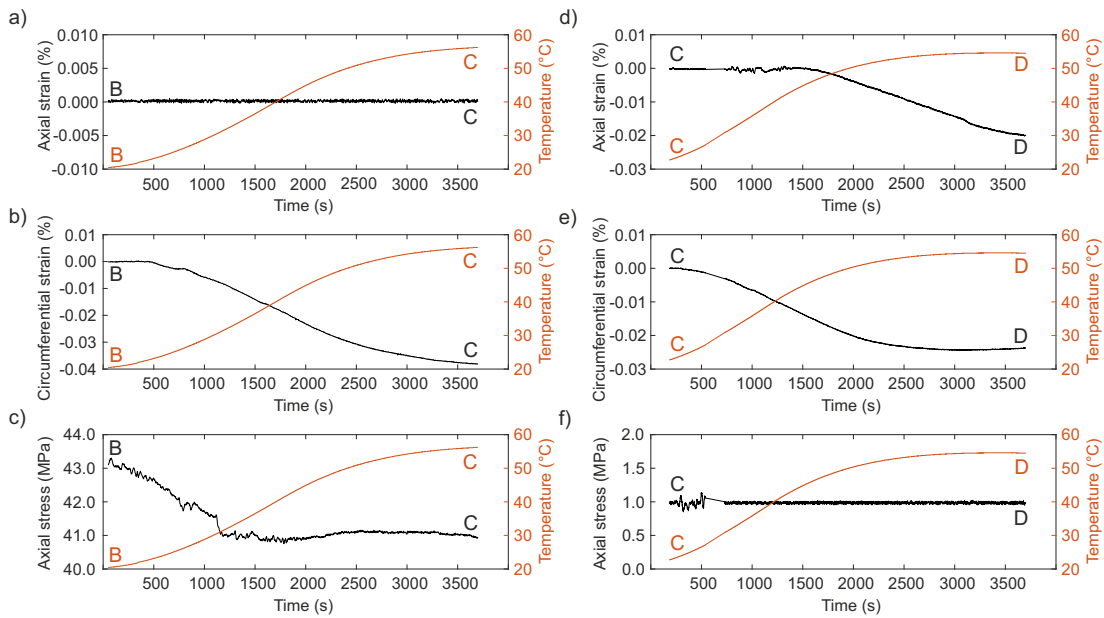 a)
Axial strain (%)
0.010
0.005
0.000
-0.005
-0.010
B
C
B
C
60
50
40
30
20
Temperature (°C)
500 1000 1500 2000 2500 3000 3500
Time (s)
d)
Axial strain (%)
0.01
0.00
-0.01
-0.02
-0.03
C
D
C
D
60
50
40
30
20
Temperature (°C)
500 1000 1500 2000 2500 3000 3500
Time (s)
b)
Circumferential strain (%)
0.01
0.00
-0.01
-0.02
-0.03
-0.04
B
C
B
C
60
50
40
30
20
Temperature (°C)
500 1000 1500 2000 2500 3000 3500
Time (s)
e)
Circumferential strain (%)
0.01
0.00
-0.01
-0.02
-0.03
C
D
C
D
60
50
40
30
20
Temperature (°C)
500 1000 1500 2000 2500 3000 3500
Time (s)
c)
Axial stress (MPa)
44.0
43.0
42.0
41.0
40.0
B
C
B
C
60
50
40
30
20
Temperature (°C)
500 1000 1500 2000 2500 3000 3500
Time (s)
f)
Axial stress (MPa)
2.0
1.5
1.0
0.5
0.0
C
D
C
D
60
50
40
30
20
Temperature (°C)
500 1000 1500 2000 2500 3000 3500
Time (s)